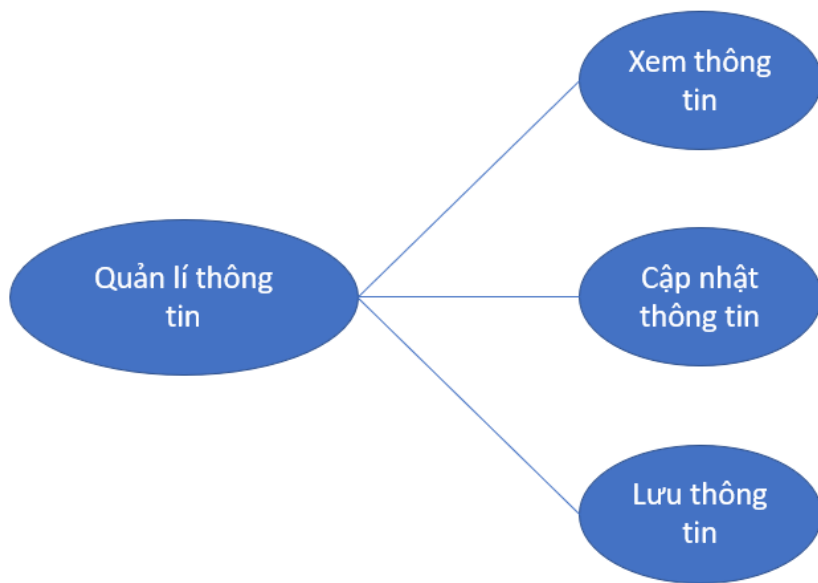 Xem thông
tin
Quản lí thông
tin
Cập nhật
thông tin
Lưu thông
tin